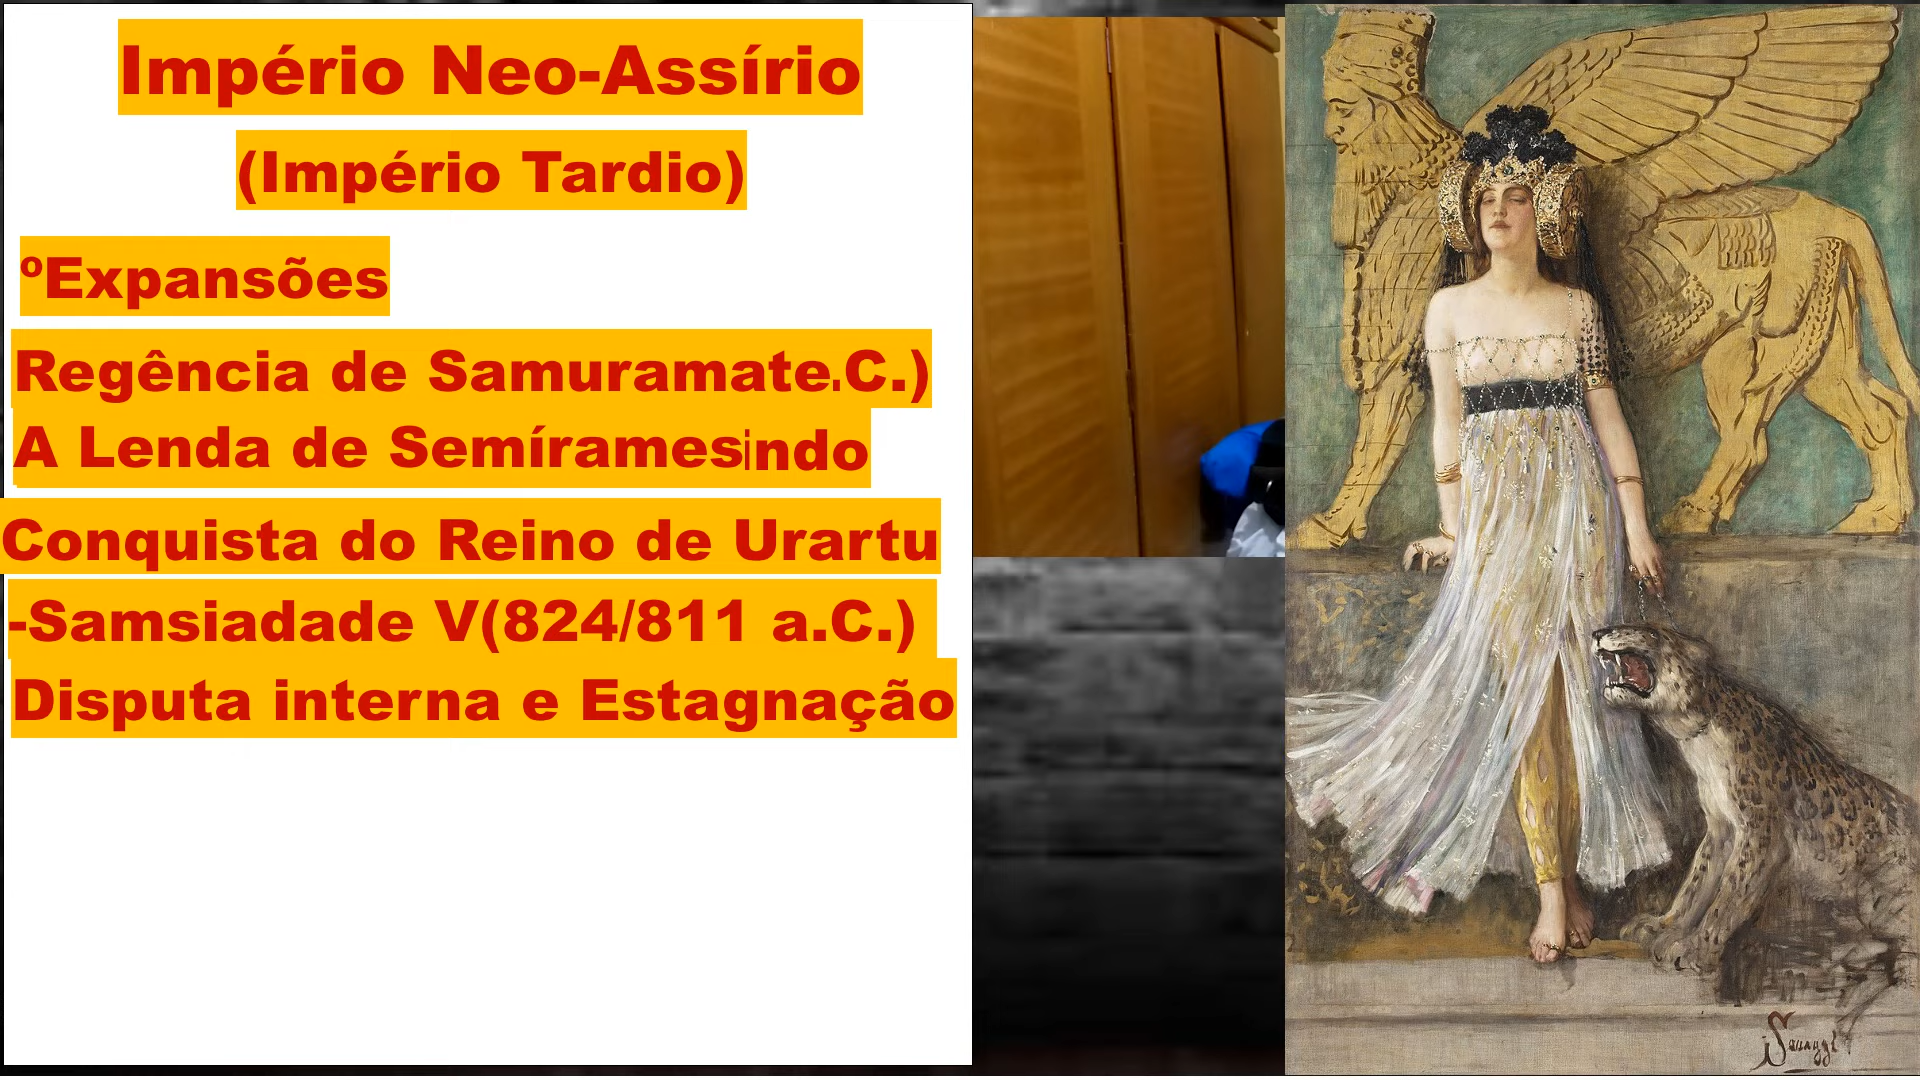 Império Neo-Assírio
(Império Tardio)
ºExpansões
Regência de Samuramate.C.)
A Lenda de Semíramesindo
Conquista do Reino de Urartu
-Samsiadade V(824/811 a.C.)
Disputa interna e Estagnação